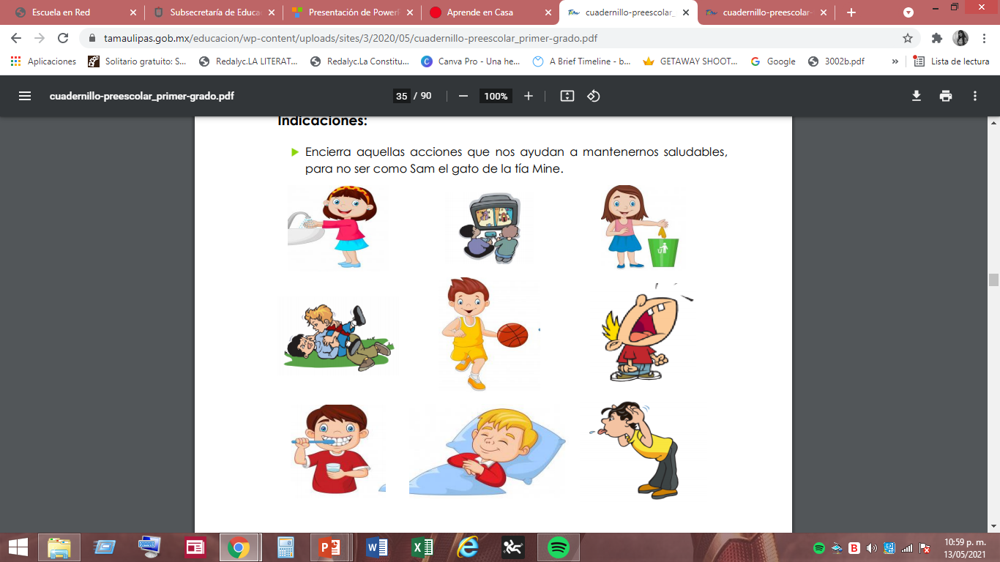 Escuela en Red
Subsecretaría de Educa
Presentación de PowerP
Aprende en Casa
cuadernillo-preescolar_
cuadernillo-preescolar-
tamaulipas.gob.mx/educacion/wp-content/uploads/sites/3/2020/05/cuadernillo-preescolar_primer-grado.pdf
Aplicaciones
Solitario gratuito: S...
Redalyc.LA LITERAT...
Redalyc.La Constitu...
Canva Pro - Una he...
A Brief Timeline - b...
GETAWAY SHOOT...
Google
3002b.pdf
»
Lista de lectura
cuadernillo-preescolar_primer-grado.pdf
35 / 90
100%
Indicaciones:
Encierra aquellas acciones que nos ayudan a mantenernos saludables,
para no ser como Sam el gato de la tía Mine.
10:59 p. m.
13/05/2021